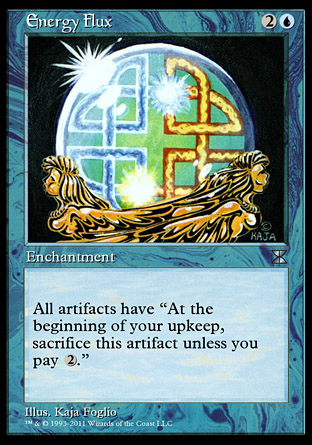 Energy Flux 2
© KAJA
Enchantment
All artifacts have “At the
beginning of your upkeep,
sacrifice this artifact unless you
pay 2.”
Illus. Kaja Foglio
™ & © 1993-2011 Wizards of the Coast LLC